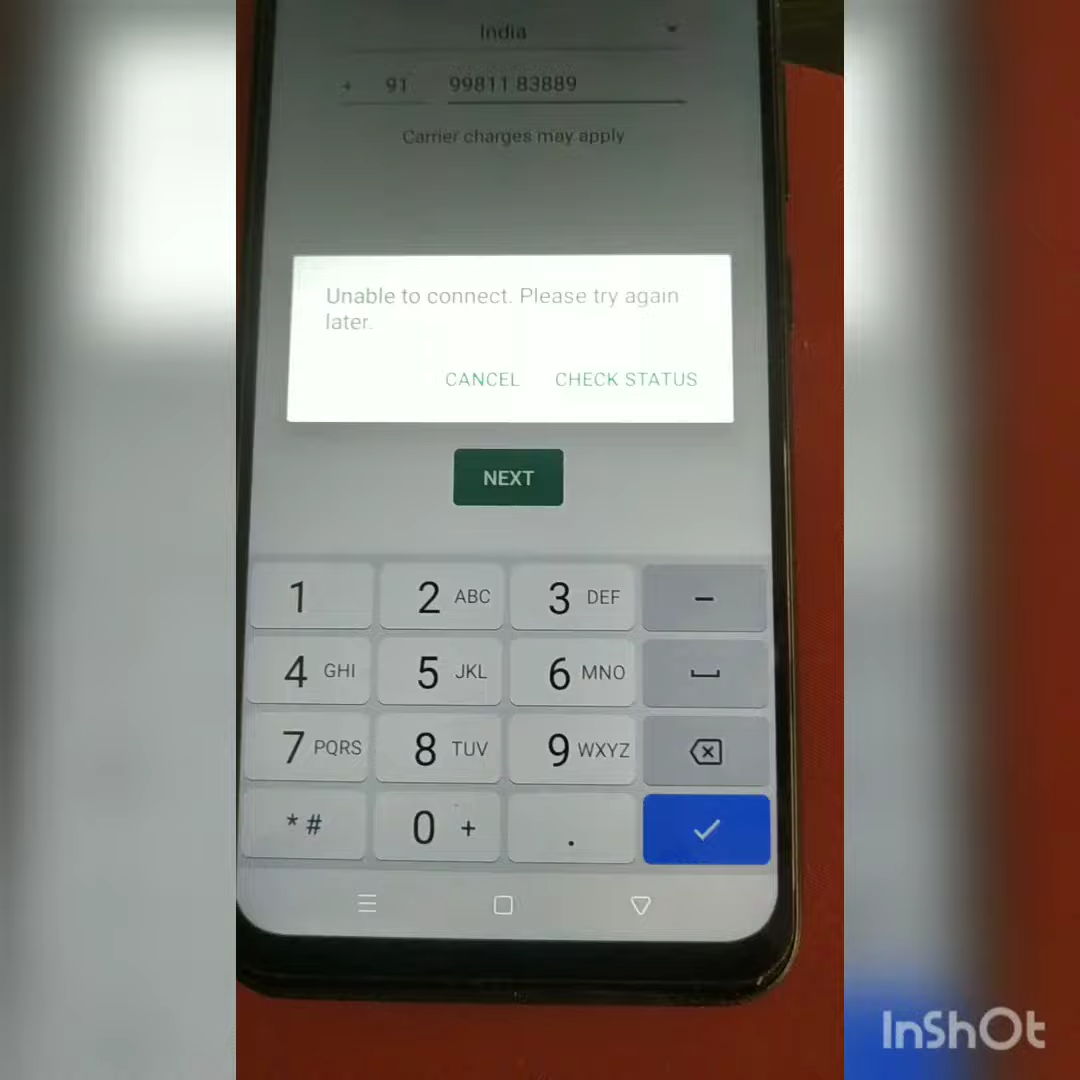 India
+ 91 99811 83889
Carrier charges may apply
Unable to connect. Please try again
later.
CANCEL CHECK STATUS
NEXT
1 2 ABC 3 DEF –
4 GHI 5 JKL 6 MNO
7 PQRS 8 TUV 9 WXYZ
* # 0 + .
InShOt